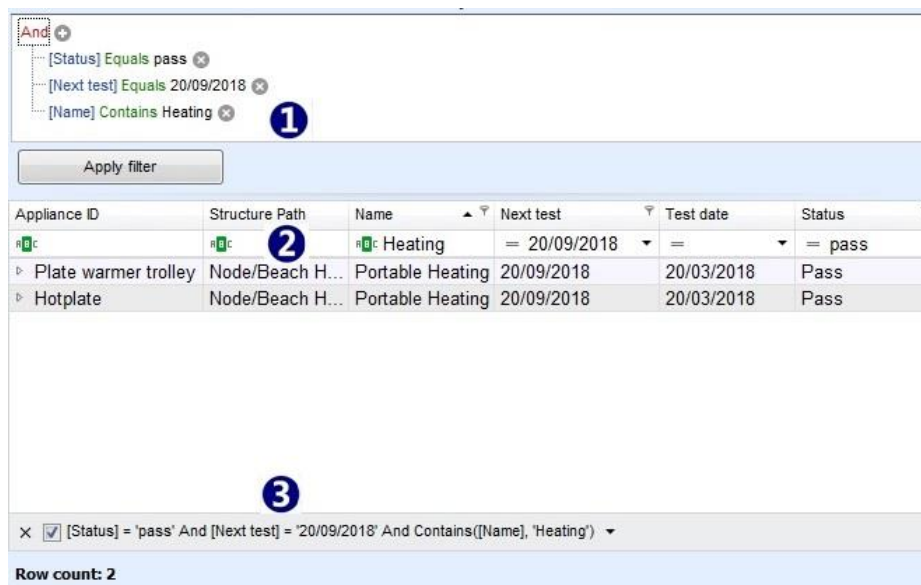 And
[Status] Equals pass
[Next test] Equals 20/09/2018
[Name] Contains Heating
1
Apply filter
Appliance ID Structure Path Name Next test Test date Status
ABC ABC 2 ABC Heating = 20/09/2018 = = pass
Plate warmer trolley Node/Beach H... Portable Heating 20/09/2018 20/03/2018 Pass
Hotplate Node/Beach H... Portable Heating 20/09/2018 20/03/2018 Pass
3
[Status] = 'pass' And [Next test] = '20/09/2018' And Contains([Name], 'Heating')
Row count: 2